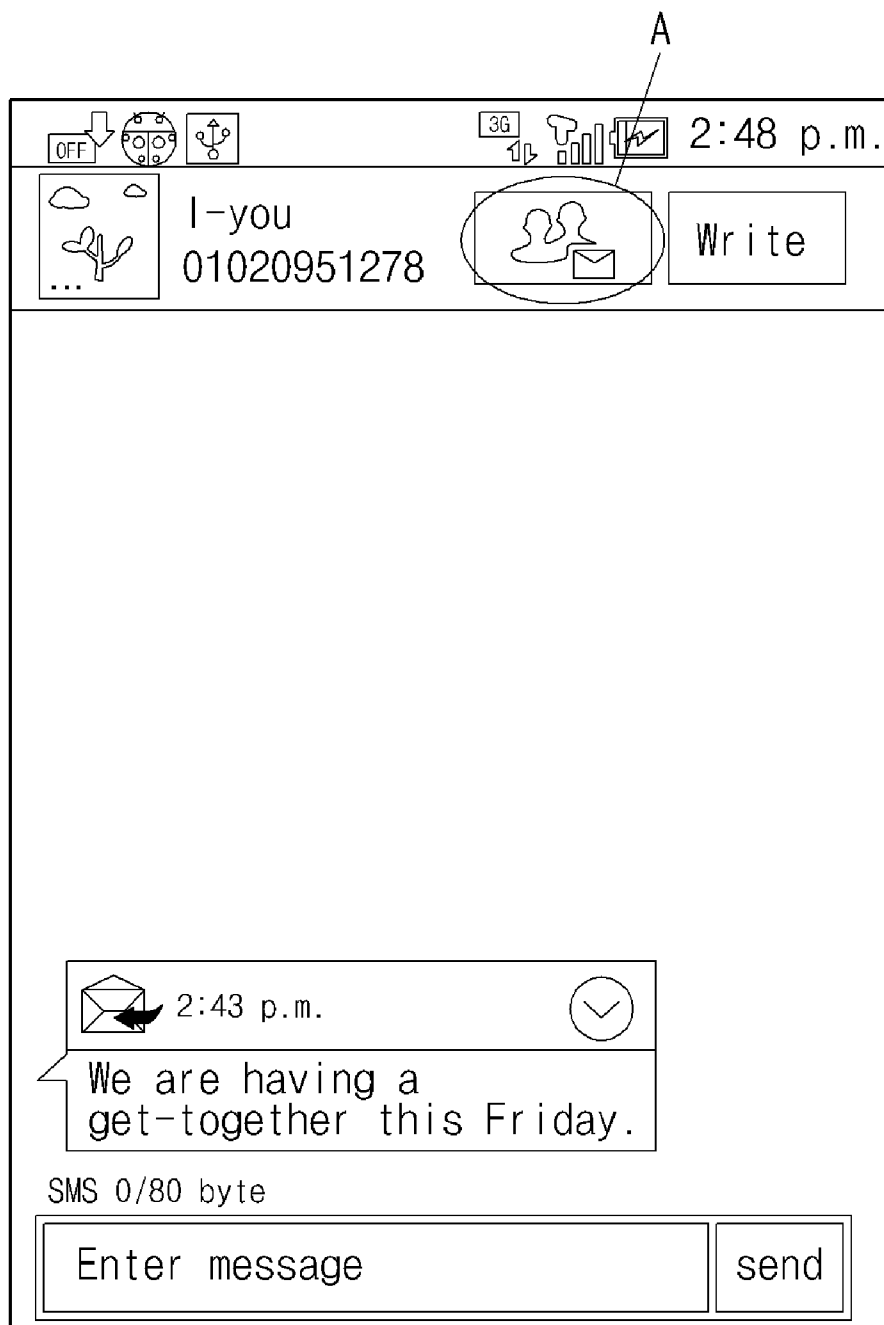 A
OFF 3G 2:48 p.m.
I-you
01020951278
Write
...
2:43 p.m.
We are having a
get-together this Friday.
SMS 0/80 byte
Enter message
send